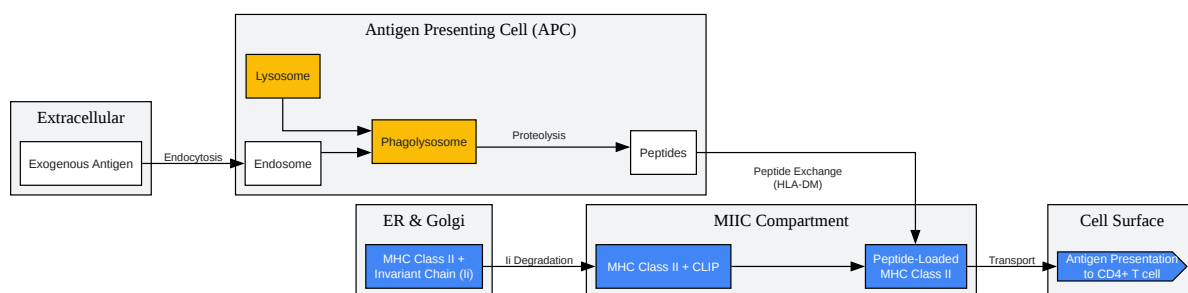 Antigen Presenting Cell (APC)
Lysosome
Extracellular
Exogenous Antigen
Endocytosis
Endosome
Phagolysosome
Proteolysis
Peptides
Peptide Exchange
(HLA-DM)
ER & Golgi
MHC Class II +
Invariant Chain (Ii)
Ii Degradation
MIIC Compartment
MHC Class II + CLIP
Peptide-Loaded
MHC Class II
Transport
Cell Surface
Antigen Presentation
to CD4+ T cell